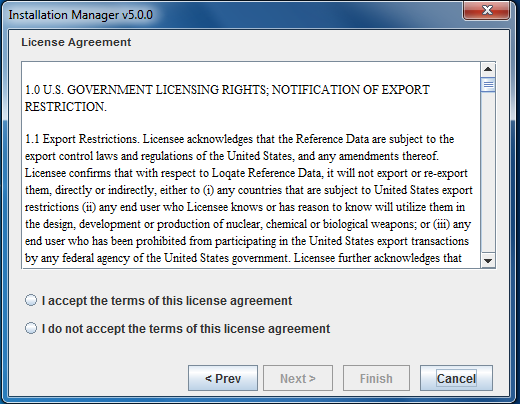 Installation Manager v5.0.0
License Agreement
1.0 U.S. GOVERNMENT LICENSING RIGHTS; NOTIFICATION OF EXPORT
RESTRICTION.
1.1 Export Restrictions. Licensee acknowledges that the Reference Data are subject to the
export control laws and regulations of the United States, and any amendments thereof.
Licensee confirms that with respect to Loqate Reference Data, it will not export or re-export
them, directly or indirectly, either to (i) any countries that are subject to United States export
restrictions (ii) any end user who Licensee knows or has reason to know will utilize them in
the design, development or production of nuclear, chemical or biological weapons; or (iii) any
end user who has been prohibited from participating in the United States export transactions
by any federal agency of the United States government. Licensee further acknowledges that
I accept the terms of this license agreement
I do not accept the terms of this license agreement
< Prev Next > Finish Cancel